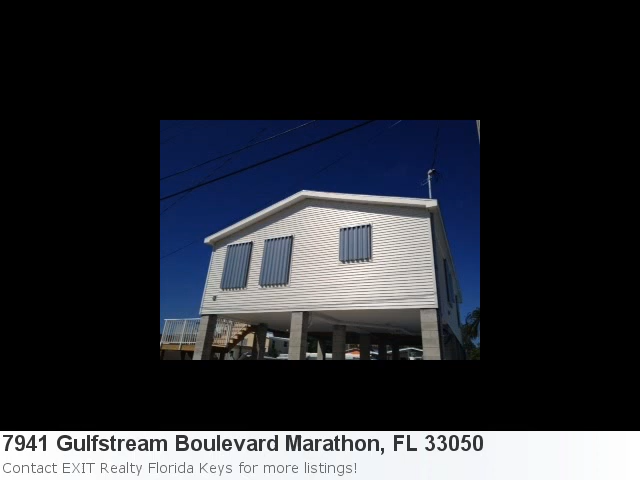 7941 Gulfstream Boulevard Marathon, FL 33050
Contact EXIT Realty Florida Keys for more listings!